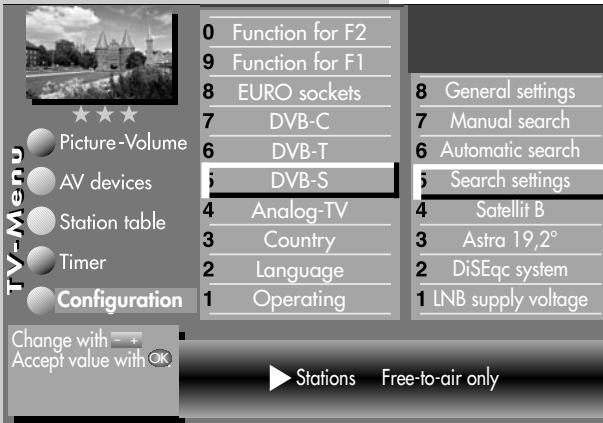 TV-Menu
Picture-Volume
AV devices
Station table
Timer
Configuration
0 Function for F2
9 Function for F1
8 EURO sockets
7 DVB-C
6 DVB-T
5 DVB-S
4 Analog-TV
3 Country
2 Language
1 Operating
8 General settings
7 Manual search
6 Automatic search
5 Search settings
4 Satellit B
3 Astra 19,2°
2 DiSEqc system
1 LNB supply voltage
Change with - +
Accept value with OK.
Stations Free-to-air only